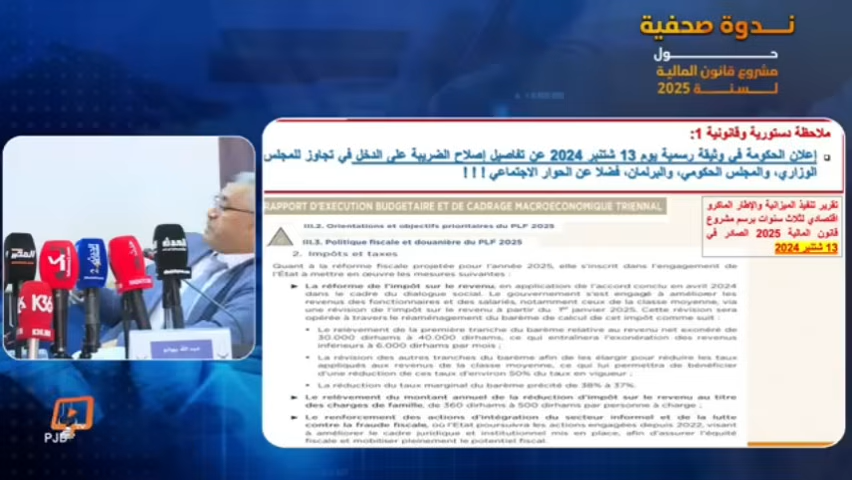 ندوة صحفية
حول
مشروع قانون المالية
لسنة 2025
ملاحظة دستورية وقانونية 1:
إعلان الحكومة في وثيقة رسمية يوم 13 شتنبر 2024 عن تفاصيل إصلاح الضريبة على الدخل في تجاوز للمجلس
الوزاري، والمجلس الحكومي، والبرلمان، فضلا عن الحوار الاجتماعي ! ! !
RAPPORT D'EXECUTION BUDGETAIRE ET DE CADRAGE MACROECONOMIQUE TRIENNAL
تقرير تنفيذ الميزانية والإطار الماكرو
اقتصادي لثلاث سنوات برسم مشروع
قانون المالية 2025 الصادر في
13 شتنبر 2024
III.2. Orientations et objectifs prioritaires du PLF 2025
III.3. Politique fiscale et douanière du PLF 2025
2. Impôts et taxes
Quant à la réforme fiscale projetée pour l'année 2025, elle s'inscrit dans l'engagement de
l'Etat à mettre en œuvre les mesures suivantes :
La réforme de l'impôt sur le revenu, en application de l'accord conclu en avril 2024
dans le cadre du dialogue social. Le gouvernement s'est engagé à améliorer les
revenus des fonctionnaires et des salariés, notamment ceux de la classe moyenne, via
une révision de l'impôt sur le revenu à partir du 1er janvier 2025. Cette révision sera
opérée à travers le réaménagement du barème de calcul de cet impôt comme suit :
• Le relèvement de la première tranche du barème relative au revenu net exonéré de
30.000 dirhams à 40.000 dirhams, ce qui entraînera l'exonération des revenus
inférieurs à 6.000 dirhams par mois ;
• La révision des autres tranches du barème afin de les élargir pour réduire les taux
appliqués aux revenus de la classe moyenne, ce qui lui permettra de bénéficier
d'une réduction de ces taux d'environ 50% du taux en vigueur ;
• La réduction du taux marginal du barème précité de 38% à 37%.
Le relèvement du montant annuel de la réduction d'impôt sur le revenu au titre
des charges de famille, de 360 dirhams à 500 dirhams par personne à charge ;
Le renforcement des actions d'intégration du secteur informel et de la lutte
contre la fraude fiscale, où l'Etat poursuivra les actions engagées depuis 2022, visant
à améliorer le cadre juridique et institutionnel mis en place, afin d'assurer l'équité
fiscale et mobiliser pleinement le potentiel fiscal.
K36
عبد الله بووانو
PJD